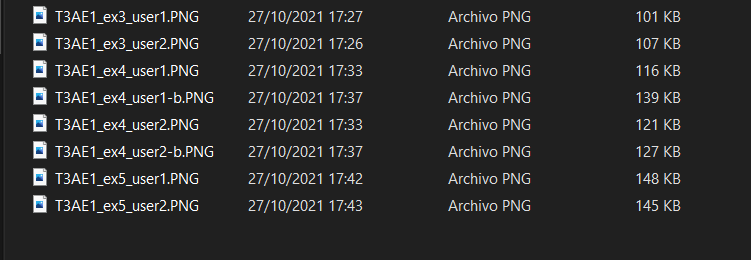 T3AE1_ex3_user1.PNG 27/10/2021 17:27 Archivo PNG 101 KB
T3AE1_ex3_user2.PNG 27/10/2021 17:26 Archivo PNG 107 KB
T3AE1_ex4_user1.PNG 27/10/2021 17:33 Archivo PNG 116 KB
T3AE1_ex4_user1-b.PNG 27/10/2021 17:37 Archivo PNG 139 KB
T3AE1_ex4_user2.PNG 27/10/2021 17:33 Archivo PNG 121 KB
T3AE1_ex4_user2-b.PNG 27/10/2021 17:37 Archivo PNG 127 KB
T3AE1_ex5_user1.PNG 27/10/2021 17:42 Archivo PNG 148 KB
T3AE1_ex5_user2.PNG 27/10/2021 17:43 Archivo PNG 145 KB